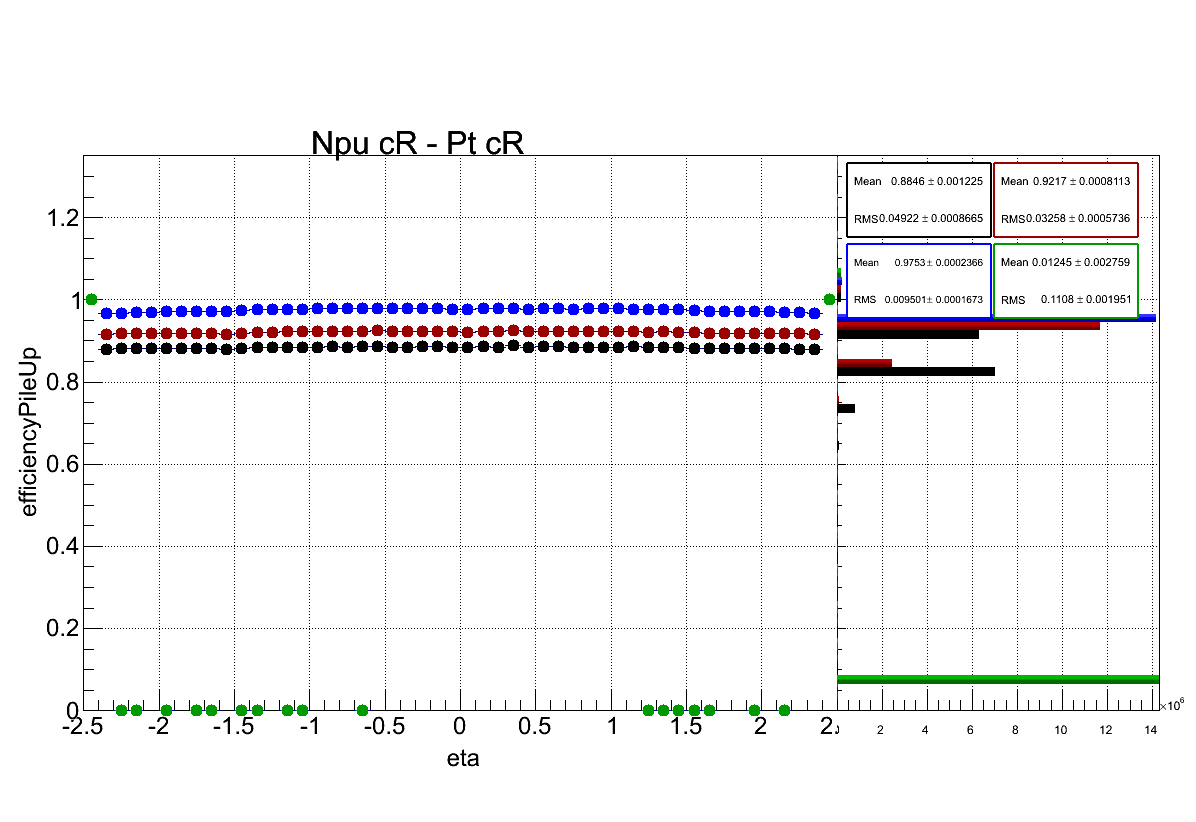 Npu cR - Pt cR
efficiencyPileUp
1.2
1
0.8
0.6
0.4
0.2
0
-2.5 -2 -1.5 -1 -0.5 0 0.5 1 1.5 2 2.
eta
Mean 0.8846 ± 0.001225
RMS 0.04922 ± 0.0008665
Mean 0.9217 ± 0.0008113
RMS 0.03258 ± 0.0005736
Mean 0.9753 ± 0.0002366
RMS 0.009501 ± 0.0001673
Mean 0.01245 ± 0.002759
RMS 0.1108 ± 0.001951
2 4 6 8 10 12 14
×10⁶